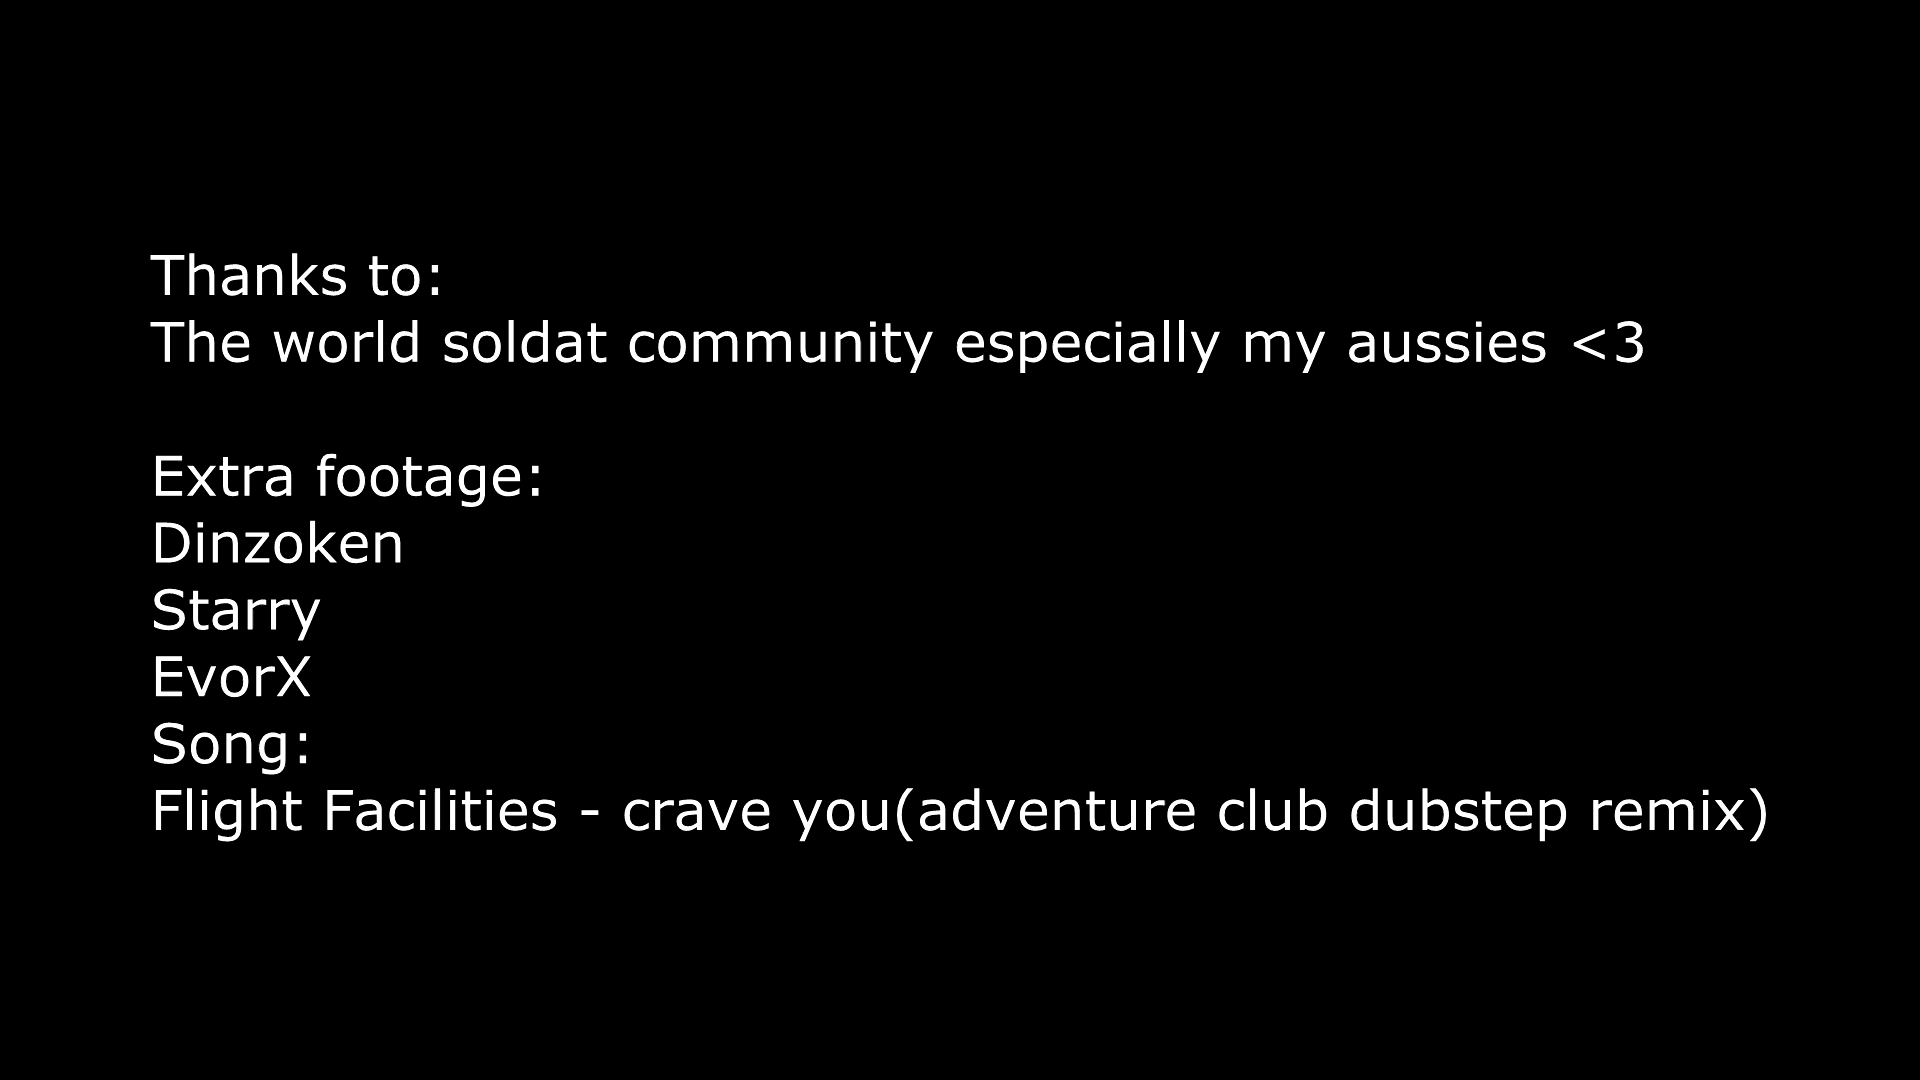 Thanks to:
The world soldat community especially my aussies <3
Extra footage:
Dinzoken
Starry
EvorX
Song:
Flight Facilities - crave you(adventure club dubstep remix)